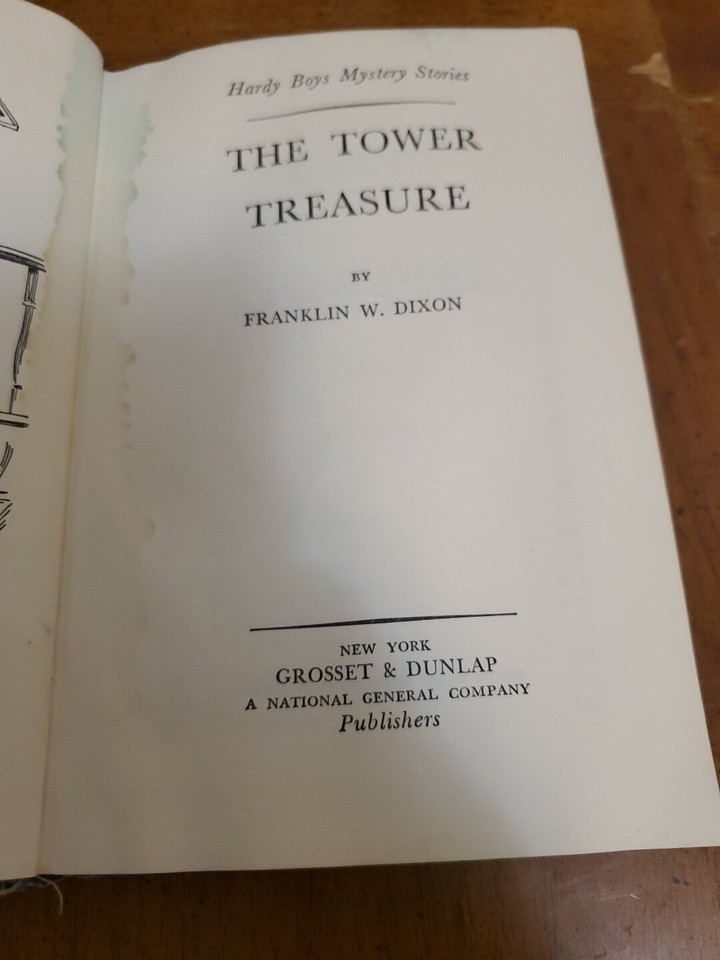 Hardy Boys Mystery Stories
THE TOWER
TREASURE
BY
FRANKLIN W. DIXON
NEW YORK
GROSSET & DUNLAP
A NATIONAL GENERAL COMPANY
Publishers